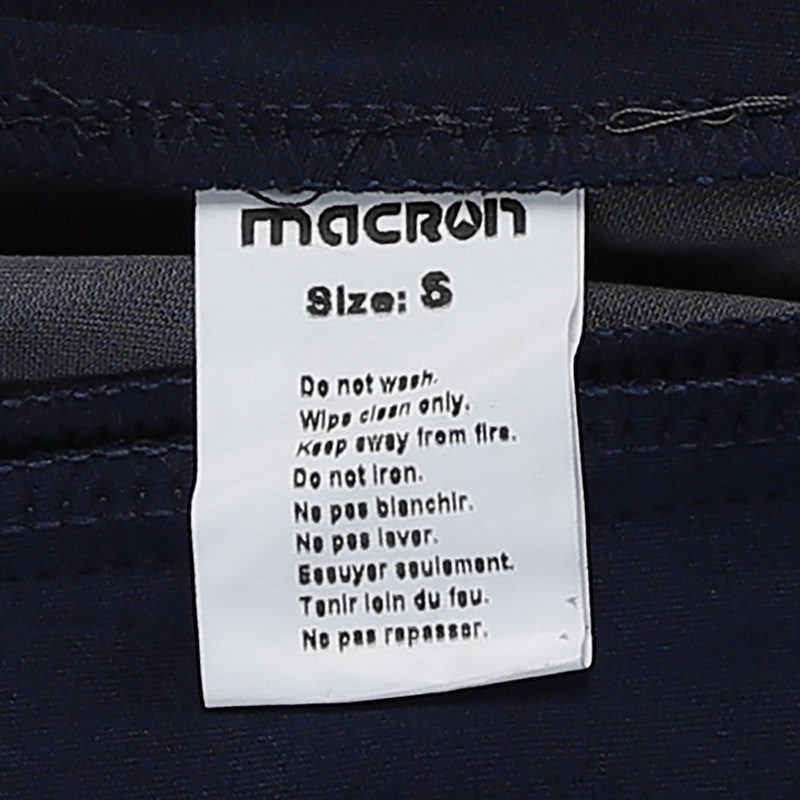 macron
Size: S
Do not wash.
Wipe clean only.
Keep away from fire.
Do not iron.
Ne pas blanchir.
Ne pas laver.
Essuyer seulement.
Tenir loin du feu.
Ne pas repasser.